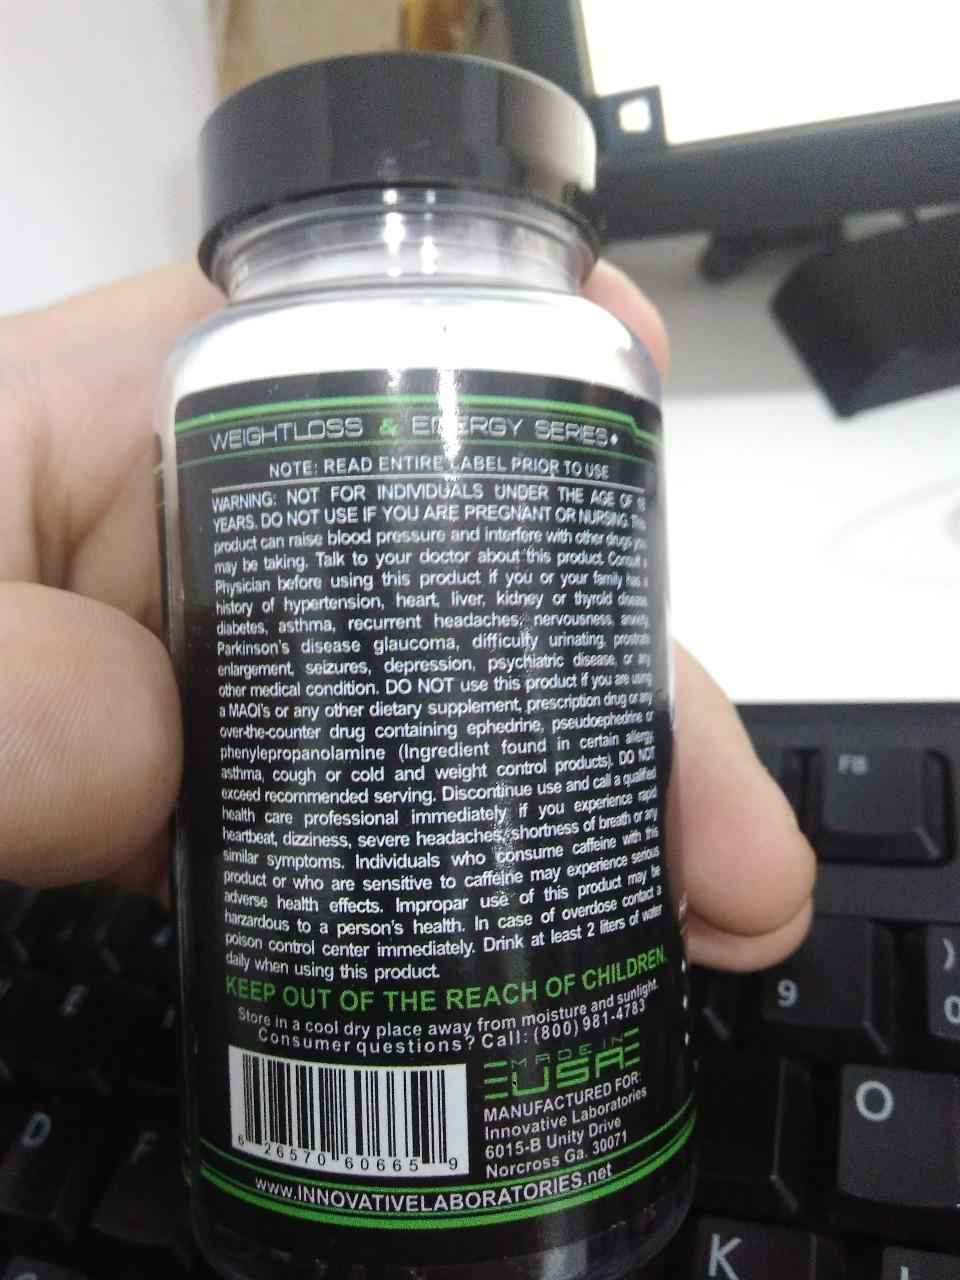 WEIGHTLOSS & ENERGY SERIES
NOTE: READ ENTIRE LABEL PRIOR TO USE
WARNING: NOT FOR INDIVIDUALS UNDER THE AGE OF 18
YEARS. DO NOT USE IF YOU ARE PREGNANT OR NURSING. This
product can raise blood pressure and interfere with other drugs you
may be taking. Talk to your doctor about this product. Consult a
Physician before using this product if you or your family has a
history of hypertension, heart, liver, kidney or thyroid disease,
diabetes, asthma, recurrent headaches, nervousness, anxiety,
Parkinson's disease glaucoma, difficulty urinating, prostrate
enlargement, seizures, depression, psychiatric disease, or any
other medical condition. DO NOT use this product if you are using
a MAOI's or any other dietary supplement, prescription drug or any
over-the-counter drug containing ephedrine, pseudoephedrine or
phenylepropanolamine (Ingredient found in certain allergy,
asthma, cough or cold and weight control products). DO NOT
exceed recommended serving. Discontinue use and call a qualified
health care professional immediately if you experience rapid
heartbeat, dizziness, severe headaches, shortness of breath or any
similar symptoms. Individuals who consume caffeine with this
product or who are sensitive to caffeine may experience serious
adverse health effects. Impropar use of this product may be
harzardous to a person's health. In case of overdose contact a
poison control center immediately. Drink at least 2 liters of water
daily when using this product.
KEEP OUT OF THE REACH OF CHILDREN.
Store in a cool dry place away from moisture and sunlight.
Consumer questions? Call: (800) 981-4783
MADE IN
USA
MANUFACTURED FOR:
Innovative Laboratories
6015-B Unity Drive
Norcross Ga. 30071
6 26570 60665 9
www.INNOVATIVELABORATORIES.net
F8
9
)
0
O
D
F
K